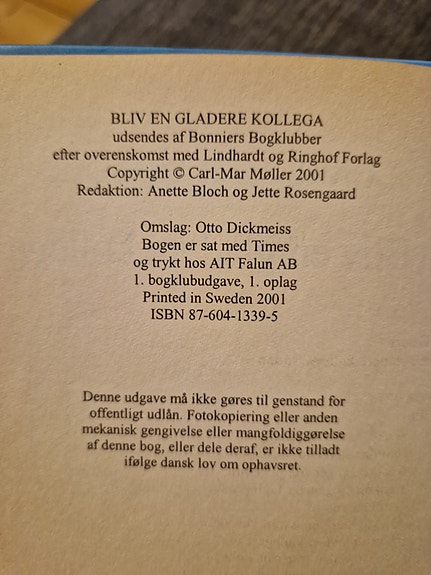 BLIV EN GLADERE KOLLEGA
udsendes af Bonniers Bogklubber
efter overenskomst med Lindhardt og Ringhof Forlag
Copyright © Carl-Mar Møller 2001
Redaktion: Anette Bloch og Jette Rosengaard
Omslag: Otto Dickmeiss
Bogen er sat med Times
og trykt hos AIT Falun AB
1. bogklubudgave, 1. oplag
Printed in Sweden 2001
ISBN 87-604-1339-5
Denne udgave må ikke gøres til genstand for
offentligt udlån. Fotokopiering eller anden
mekanisk gengivelse eller mangfoldiggørelse
af denne bog, eller dele deraf, er ikke tilladt
ifølge dansk lov om ophavsret.